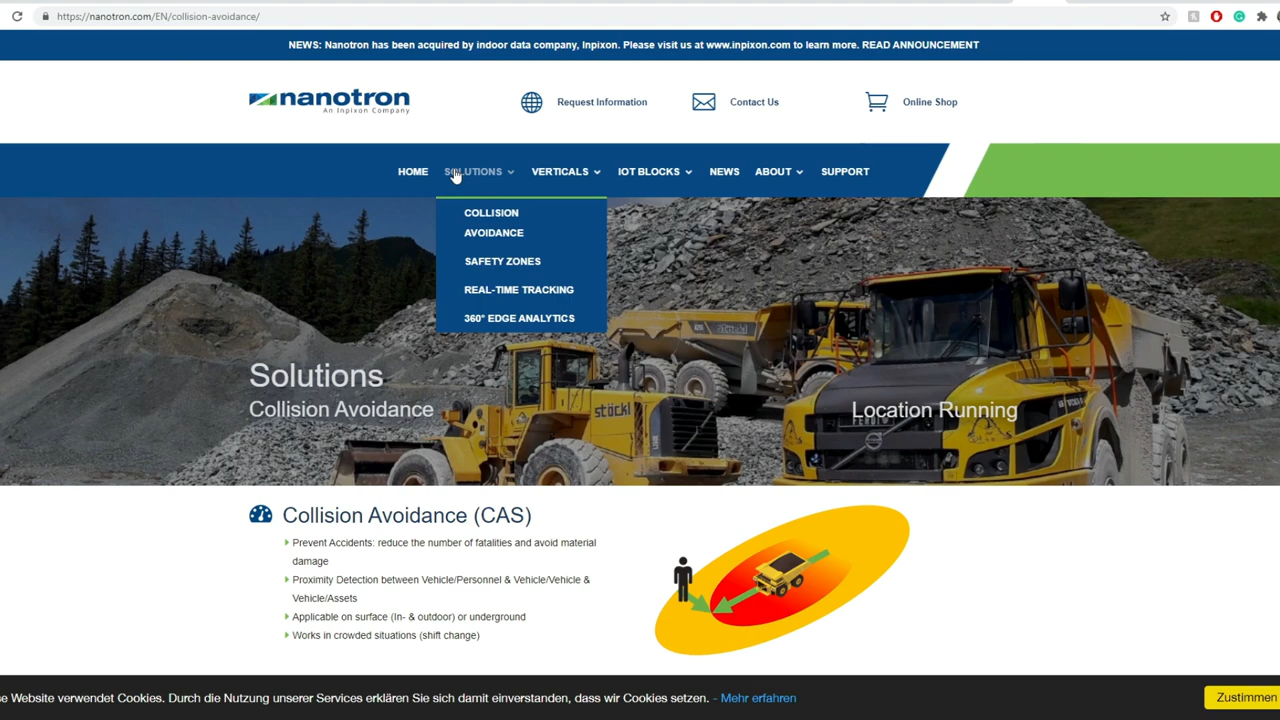 https://nanotron.com/EN/collision-avoidance/
NEWS: Nanotron has been acquired by indoor data company, Inpixon. Please visit us at www.inpixon.com to learn more. READ ANNOUNCEMENT
nanotron
An Inpixon Company
Request Information
Contact Us
Online Shop
HOME SOLUTIONS VERTICALS IOT BLOCKS NEWS ABOUT SUPPORT
COLLISION
AVOIDANCE
SAFETY ZONES
REAL-TIME TRACKING
360° EDGE ANALYTICS
Solutions
Collision Avoidance
Location Running
stöckl
Collision Avoidance (CAS)
Prevent Accidents: reduce the number of fatalities and avoid material
damage
Proximity Detection between Vehicle/Personnel & Vehicle/Vehicle &
Vehicle/Assets
Applicable on surface (In- & outdoor) or underground
Works in crowded situations (shift change)
se Website verwendet Cookies. Durch die Nutzung unserer Services erklären Sie sich damit einverstanden, dass wir Cookies setzen. - Mehr erfahren
Zustimmen